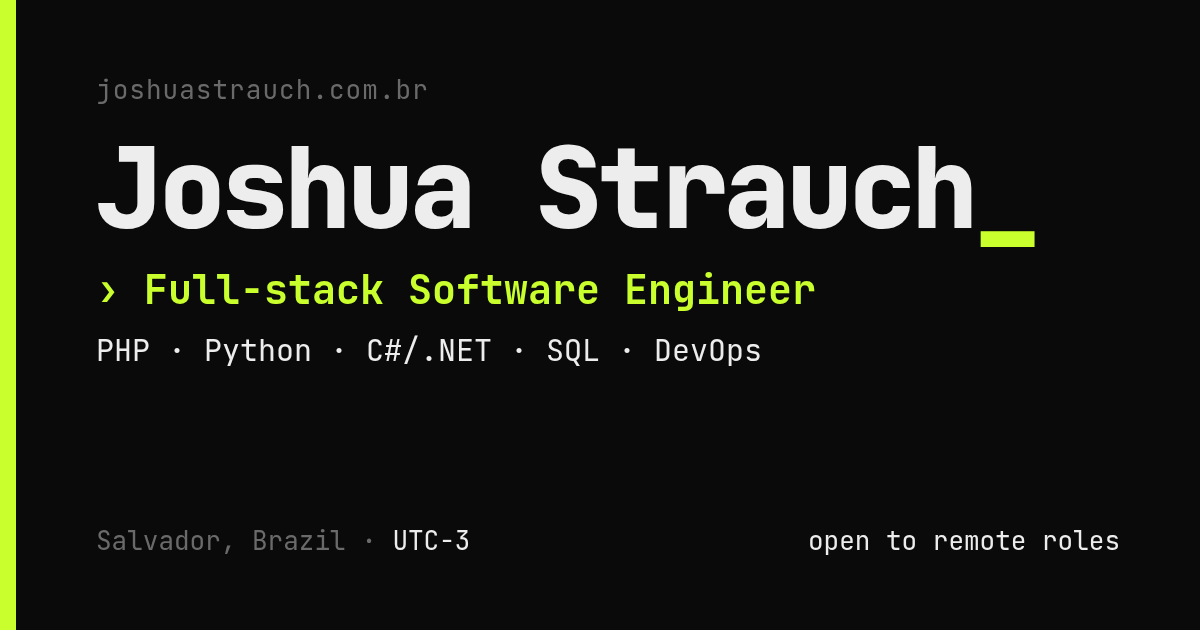 joshuastrauch.com.br
Joshua Strauch_
› Full-stack Software Engineer
PHP · Python · C#/.NET · SQL · DevOps
Salvador, Brazil · UTC-3
open to remote roles